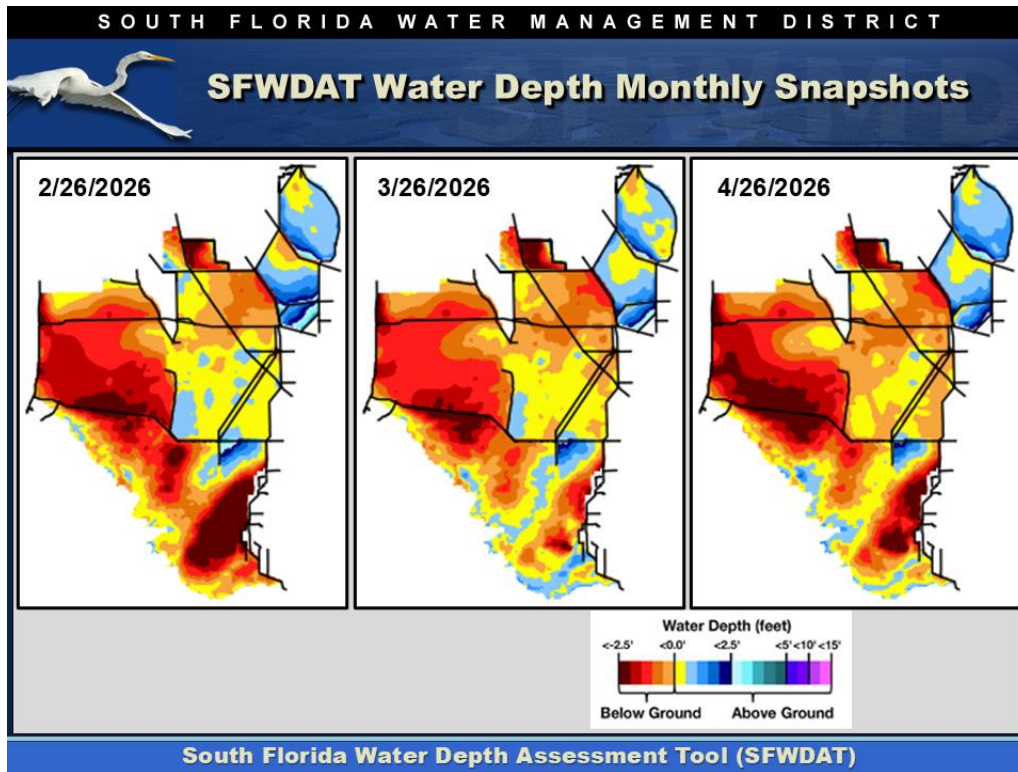 SOUTH FLORIDA WATER MANAGEMENT DISTRICT
SFWDAT Water Depth Monthly Snapshots
SFWMD
2/26/2026
3/26/2026
4/26/2026
Water Depth (feet)
<-2.5' <0.0' <2.5' <5' <10' <15'
Below Ground Above Ground
South Florida Water Depth Assessment Tool (SFWDAT)